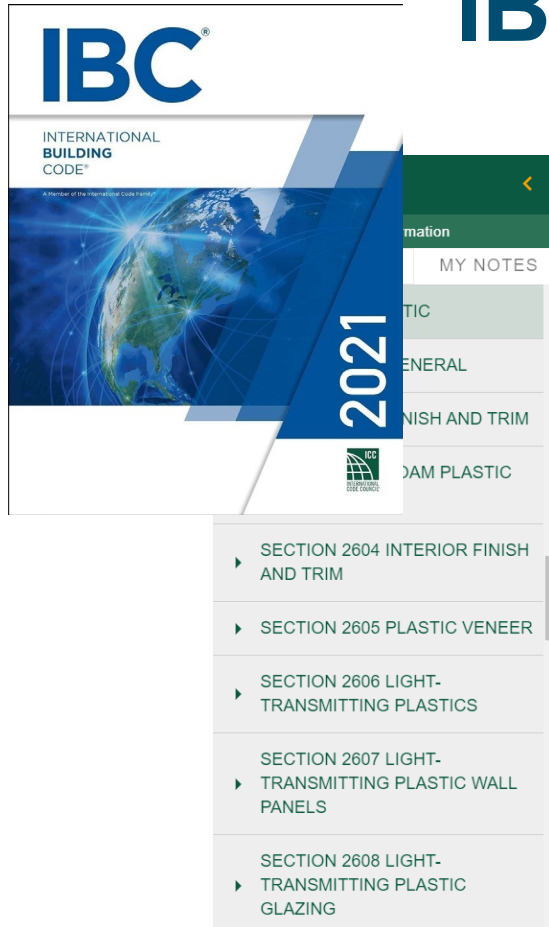 IBC®
INTERNATIONAL
BUILDING
CODE®
A Member of the International Code Family®
2021
ICC
INTERNATIONAL
CODE COUNCIL
IB
mation
MY NOTES
TIC
ENERAL
NISH AND TRIM
OAM PLASTIC
SECTION 2604 INTERIOR FINISH
AND TRIM
SECTION 2605 PLASTIC VENEER
SECTION 2606 LIGHT-
TRANSMITTING PLASTICS
SECTION 2607 LIGHT-
TRANSMITTING PLASTIC WALL
PANELS
SECTION 2608 LIGHT-
TRANSMITTING PLASTIC
GLAZING